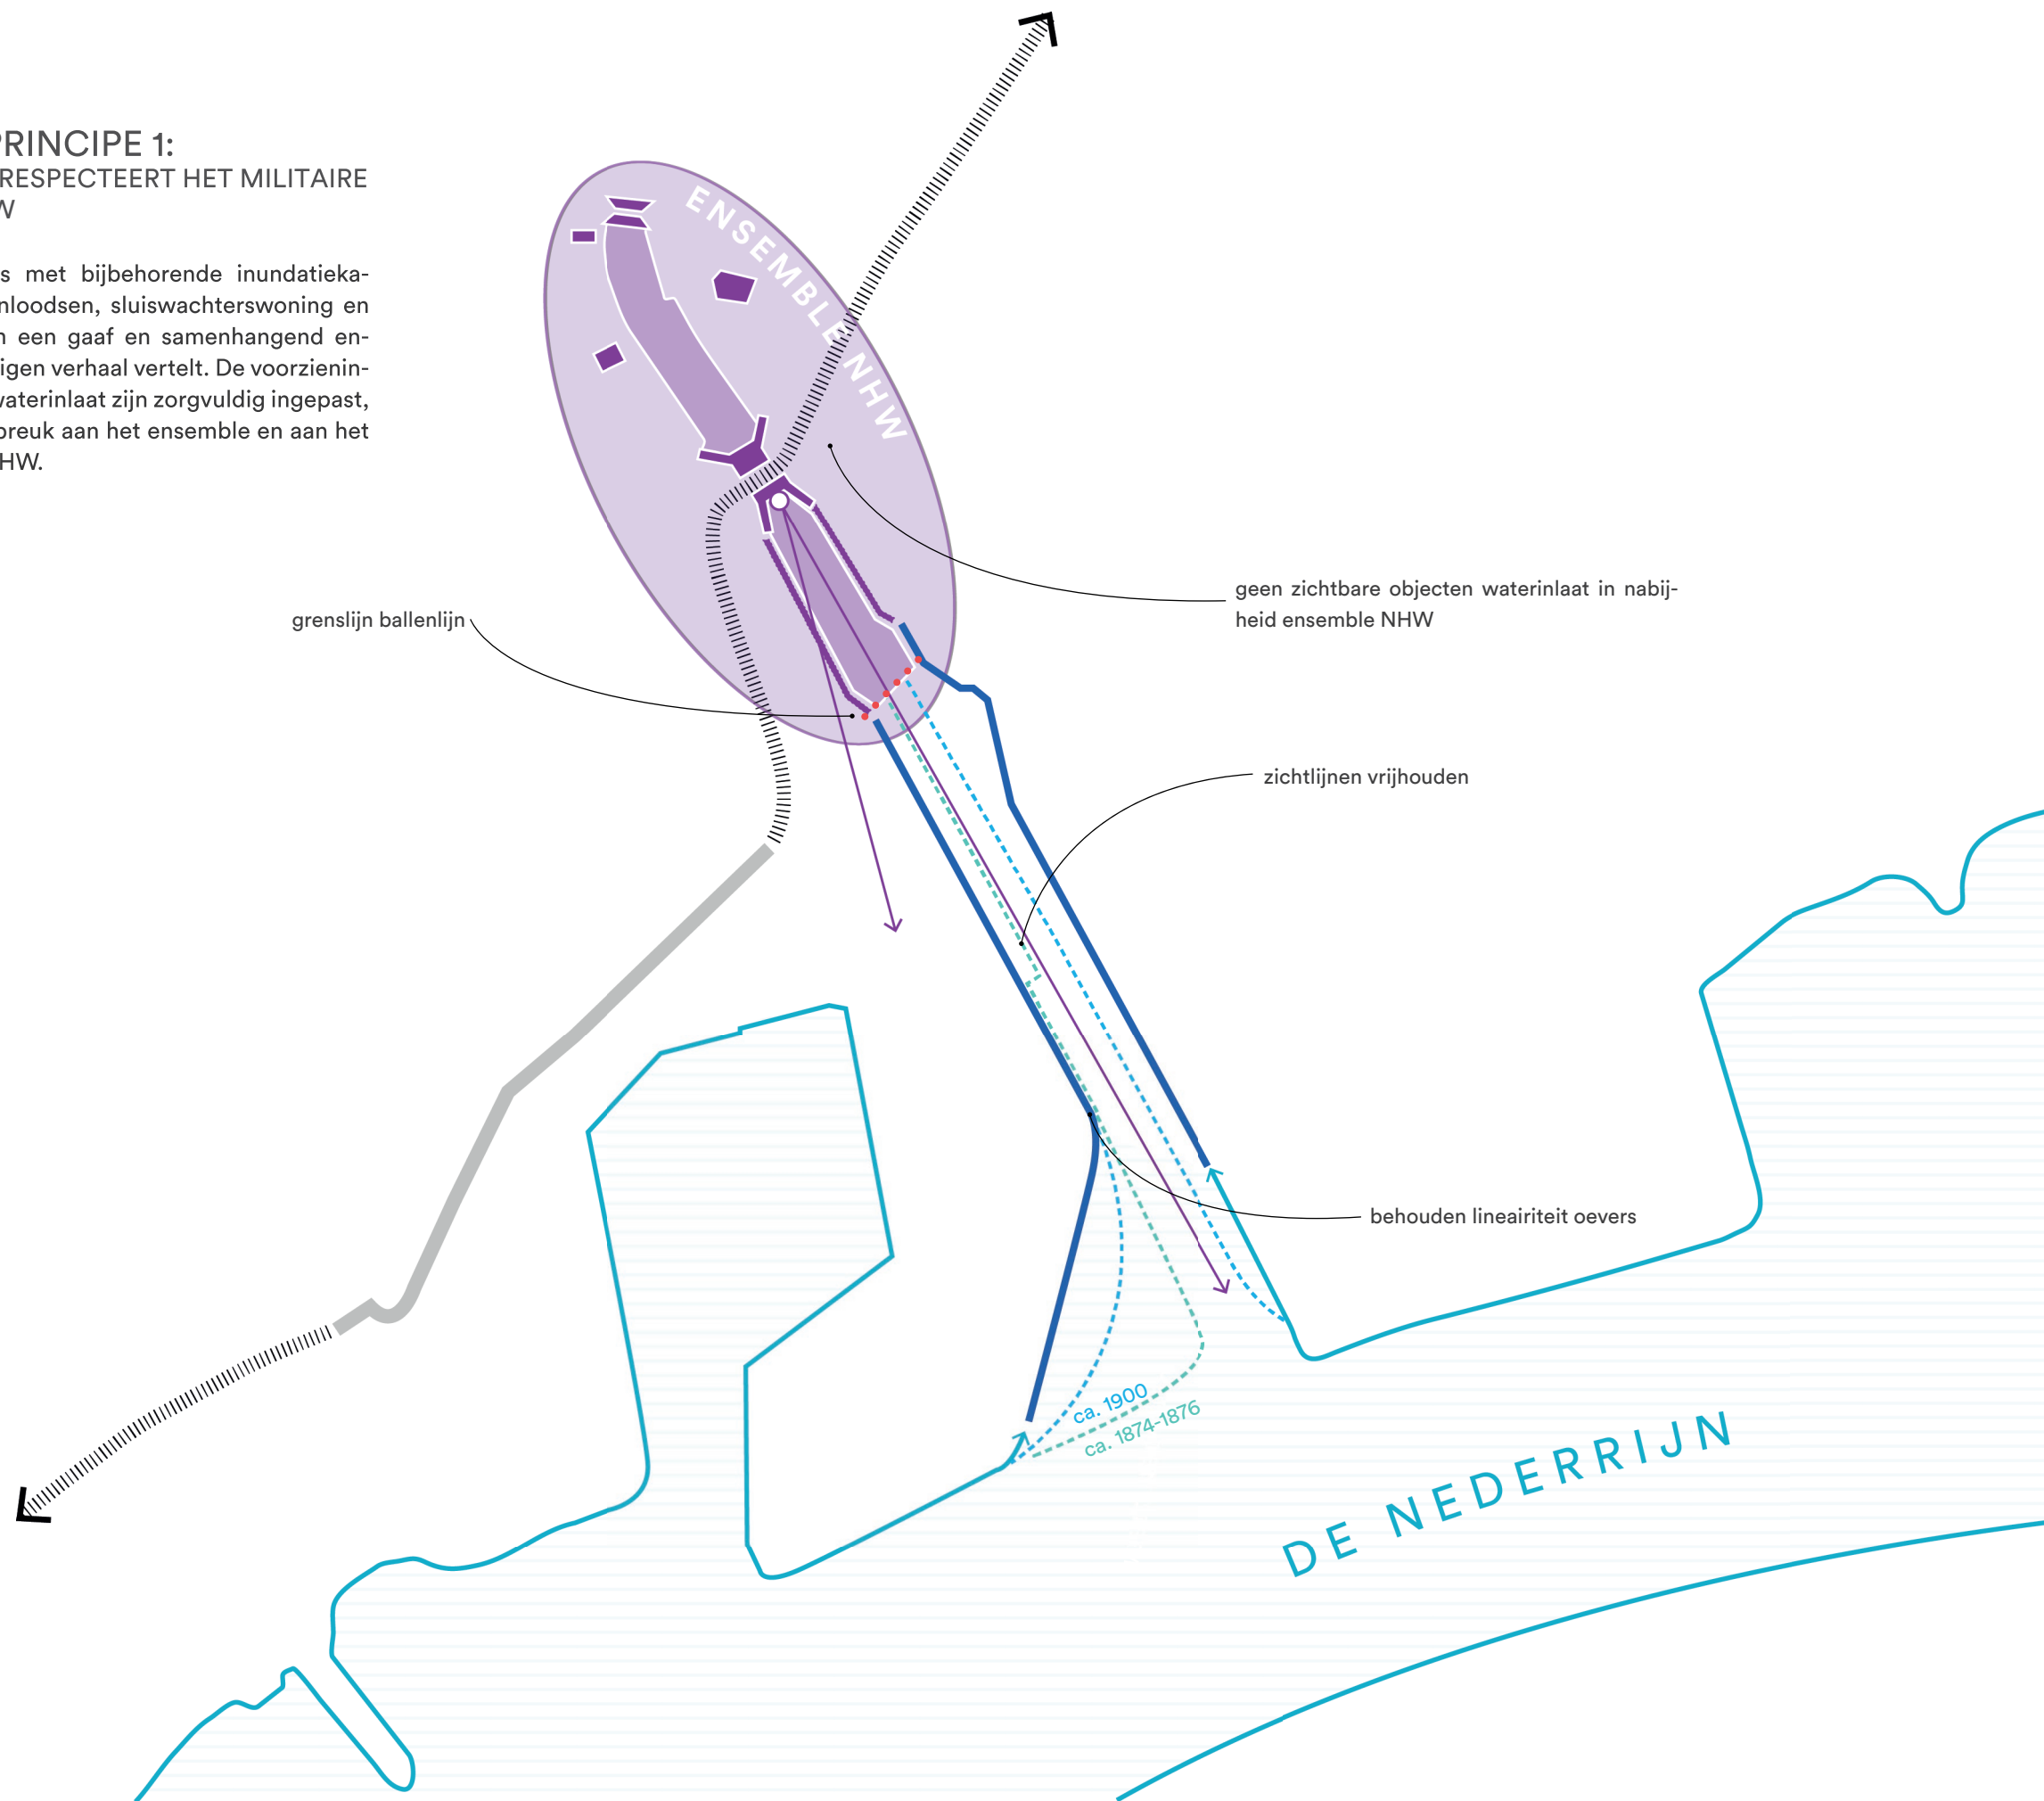 PRINCIPE 1:
RESPECTEERT HET MILITAIRE
W
s met bijbehorende inundatieka-
nloodsen, sluiswachterswoning en
n een gaaf en samenhangend en-
igen verhaal vertelt. De voorzienin-
waterinlaat zijn zorgvuldig ingepast,
breuk aan het ensemble en aan het
HW.
ENSEMBLE NHW
geen zichtbare objecten waterinlaat in nabij-
heid ensemble NHW
grenslijn ballenlijn
zichtlijnen vrijhouden
behouden lineairiteit oevers
ca. 1900
ca. 1874-1876
DE NEDERRIJN